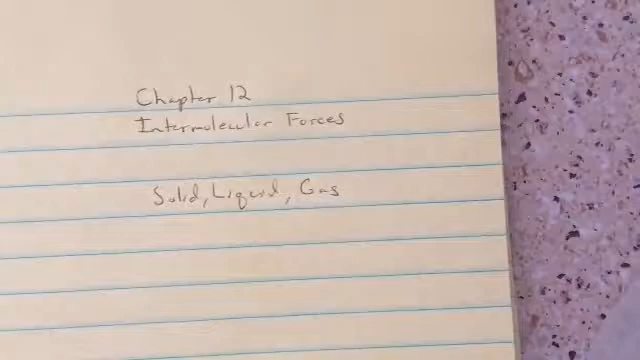 Chapter 12
Intermolecular Forces
Solid, Liquid, Gas